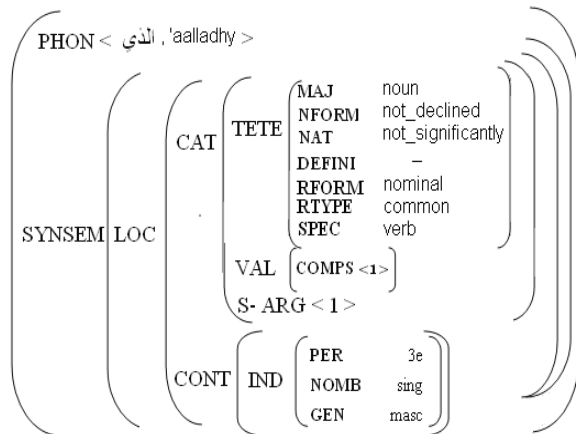 PHON < الذي , 'aalladhy >
MAJ noun
NFORM not_declined
TETE
NAT not_significantly
CAT
DEFINI –
RFORM nominal
RTYPE common
SYNSEM LOC
SPEC verb
VAL COMPS <1>
S- ARG < 1 >
PER 3e
CONT IND NOMB sing
GEN masc